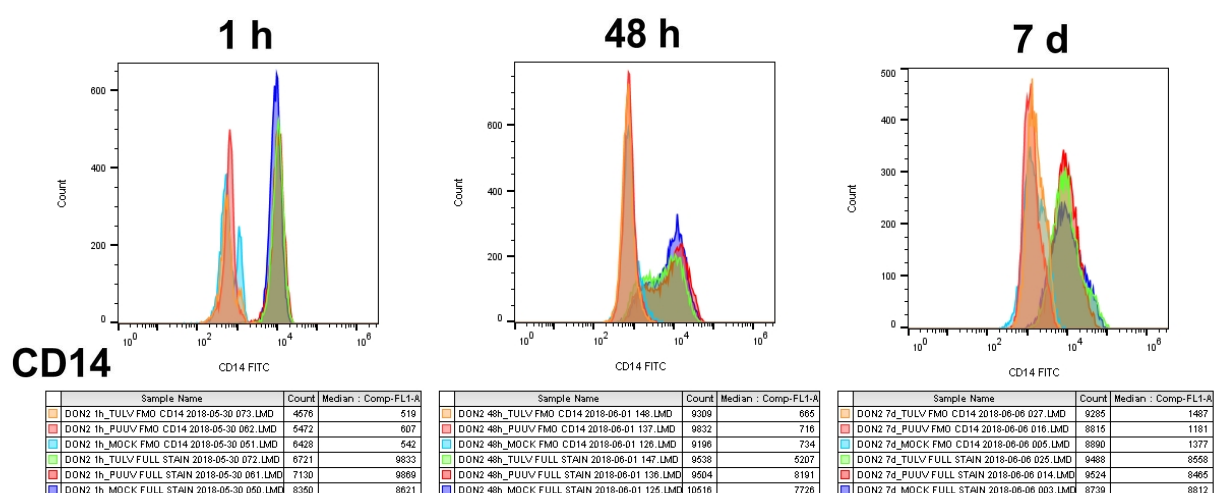 1 h
48 h
7 d
600
400
200
0
Count
10^0
10^2
10^4
10^6
CD14 FITC
600
400
200
0
Count
10^0
10^2
10^4
10^6
CD14 FITC
500
400
300
200
100
0
Count
10^0
10^2
10^4
10^6
CD14 FITC
CD14
Sample Name Count Median : Comp-FL1-A
DON2 1h_TULV FMO CD14 2018-05-30 073.LMD 4576 519
DON2 1h_PUUV FMO CD14 2018-05-30 062.LMD 5472 607
DON2 1h_MOCK FMO CD14 2018-05-30 051.LMD 6428 542
DON2 1h_TULV FULL STAIN 2018-05-30 072.LMD 6721 9833
DON2 1h_PUUV FULL STAIN 2018-05-30 061.LMD 7130 9869
DON2 1h_MOCK FULL STAIN 2018-05-30 050.LMD 8350 8621
Sample Name Count Median : Comp-FL1-A
DON2 48h_TULV FMO CD14 2018-06-01 148.LMD 9309 665
DON2 48h_PUUV FMO CD14 2018-06-01 137.LMD 9832 716
DON2 48h_MOCK FMO CD14 2018-06-01 126.LMD 9196 734
DON2 48h_TULV FULL STAIN 2018-06-01 147.LMD 9538 5207
DON2 48h_PUUV FULL STAIN 2018-06-01 136.LMD 9504 8191
DON2 48h_MOCK FULL STAIN 2018-06-01 125.LMD 10516 7726
Sample Name Count Median : Comp-FL1-A
DON2 7d_TULV FMO CD14 2018-06-06 027.LMD 9285 1487
DON2 7d_PUUV FMO CD14 2018-06-06 016.LMD 8815 1181
DON2 7d_MOCK FMO CD14 2018-06-06 005.LMD 8890 1377
DON2 7d_TULV FULL STAIN 2018-06-06 025.LMD 9488 8558
DON2 7d_PUUV FULL STAIN 2018-06-06 014.LMD 9524 8465
DON2 7d_MOCK FULL STAIN 2018-06-06 003.LMD 8739 8812